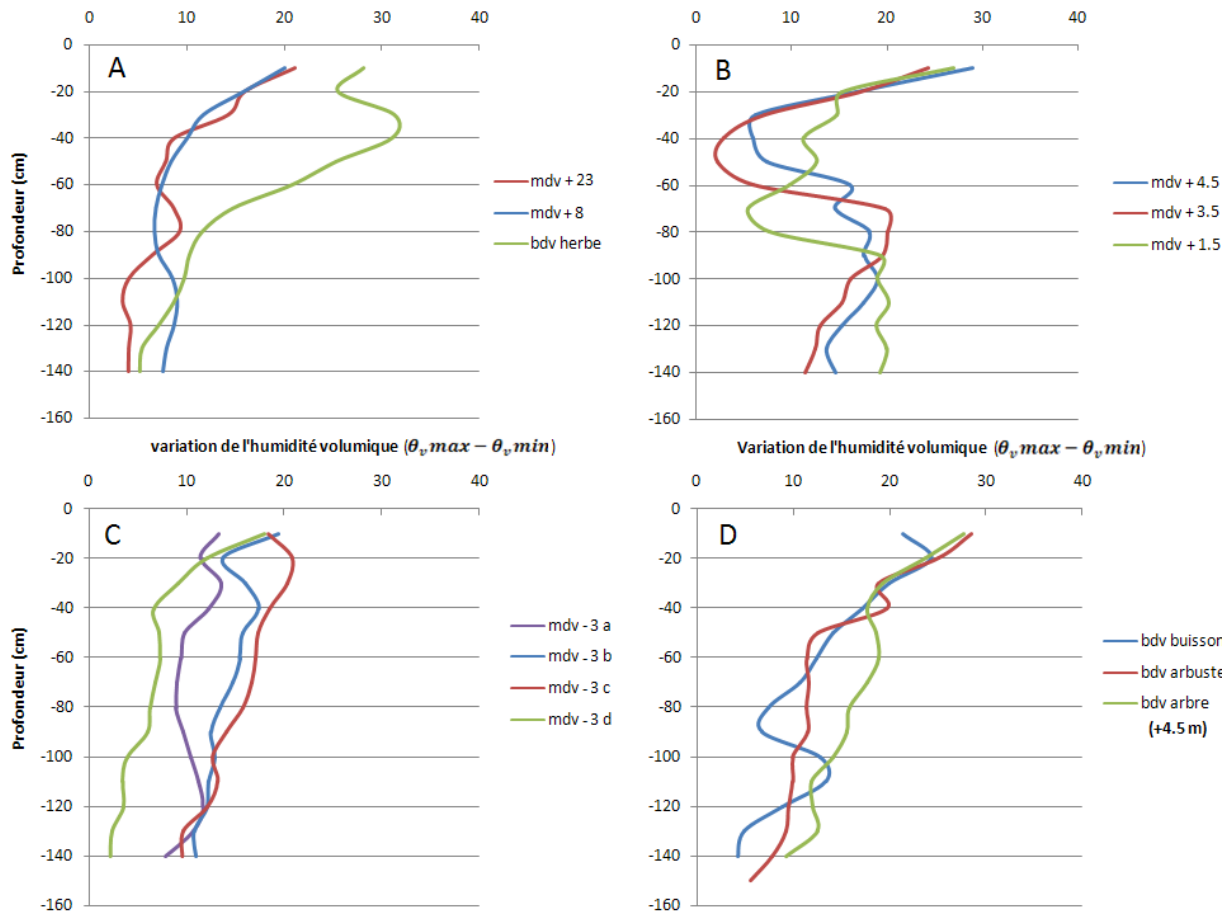 0 10 20 30 40
0
-20
-40
-60
-80
-100
-120
-140
-160
Profondeur (cm)
A
mdv + 23
mdv + 8
bdv herbe
variation de l'humidité volumique (θᵥ max − θᵥ min)
0 10 20 30 40
0
-20
-40
-60
-80
-100
-120
-140
-160
B
mdv + 4.5
mdv + 3.5
mdv + 1.5
Variation de l'humidité volumique (θᵥ max − θᵥ min)
0 10 20 30 40
0
-20
-40
-60
-80
-100
-120
-140
-160
Profondeur (cm)
C
mdv - 3 a
mdv - 3 b
mdv - 3 c
mdv - 3 d
0 10 20 30 40
0
-20
-40
-60
-80
-100
-120
-140
-160
D
bdv buisson
bdv arbuste
bdv arbre
(+4.5 m)